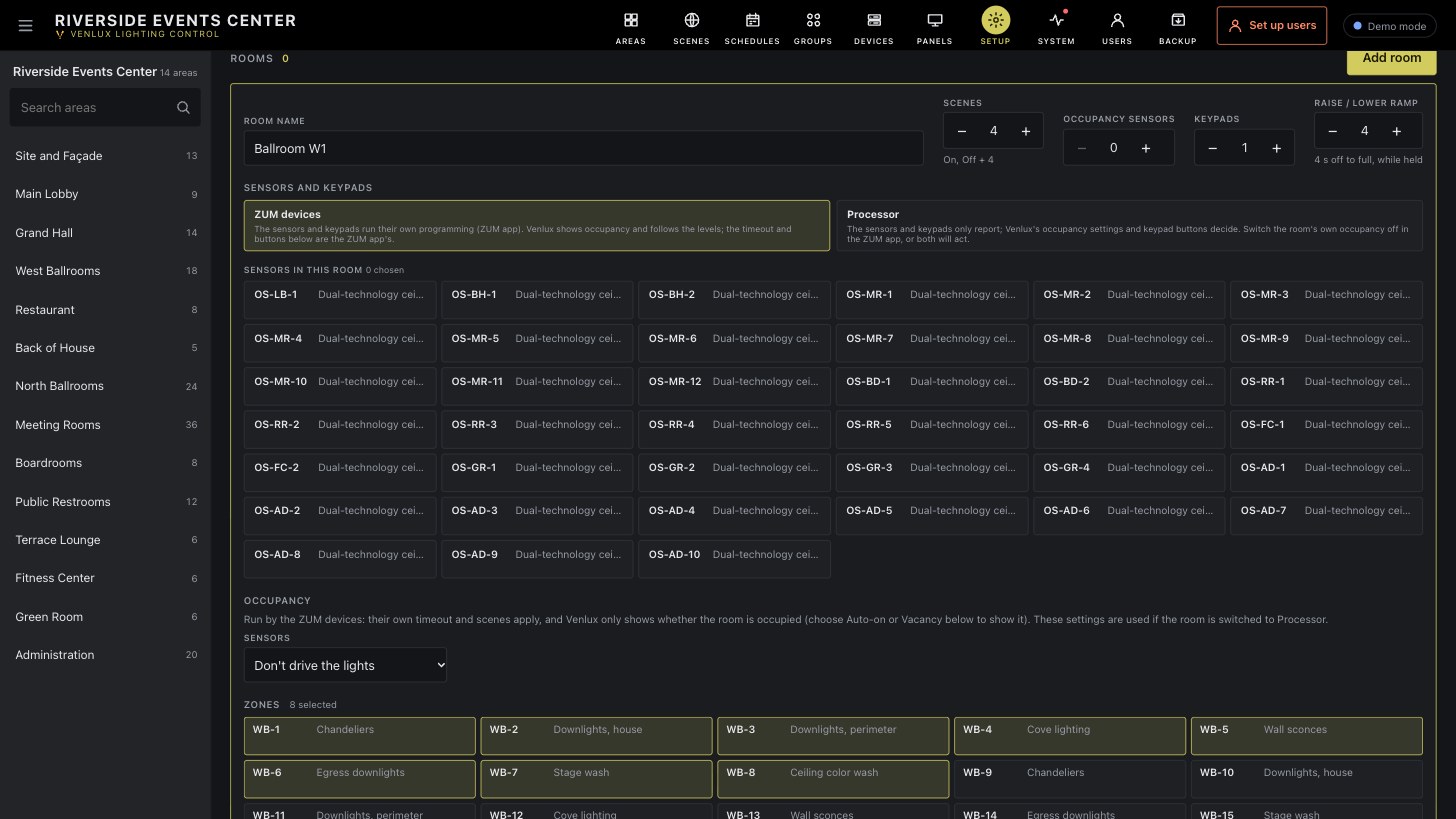 RIVERSIDE EVENTS CENTER
VENLUX LIGHTING CONTROL
AREAS
SCENES
SCHEDULES
GROUPS
DEVICES
PANELS
SETUP
SYSTEM
USERS
BACKUP
Set up users
Demo mode
Riverside Events Center 14 areas
Search areas
Site and Façade 13
Main Lobby 9
Grand Hall 14
West Ballrooms 18
Restaurant 8
Back of House 5
North Ballrooms 24
Meeting Rooms 36
Boardrooms 8
Public Restrooms 12
Terrace Lounge 6
Fitness Center 6
Green Room 6
Administration 20
ROOMS 0
Add room
ROOM NAME
Ballroom W1
SCENES
− 4 +
On, Off + 4
OCCUPANCY SENSORS
− 0 +
KEYPADS
− 1 +
RAISE / LOWER RAMP
− 4 +
4 s off to full, while held
SENSORS AND KEYPADS
ZUM devices
The sensors and keypads run their own programming (ZUM app). Venlux shows occupancy and follows the levels; the timeout and
buttons below are the ZUM app's.
Processor
The sensors and keypads only report; Venlux's occupancy settings and keypad buttons decide. Switch the room's own occupancy off in
the ZUM app, or both will act.
SENSORS IN THIS ROOM 0 chosen
OS-LB-1 Dual-technology cei...
OS-BH-1 Dual-technology cei...
OS-BH-2 Dual-technology cei...
OS-MR-1 Dual-technology cei...
OS-MR-2 Dual-technology cei...
OS-MR-3 Dual-technology cei...
OS-MR-4 Dual-technology cei...
OS-MR-5 Dual-technology cei...
OS-MR-6 Dual-technology cei...
OS-MR-7 Dual-technology cei...
OS-MR-8 Dual-technology cei...
OS-MR-9 Dual-technology cei...
OS-MR-10 Dual-technology cei...
OS-MR-11 Dual-technology cei...
OS-MR-12 Dual-technology cei...
OS-BD-1 Dual-technology cei...
OS-BD-2 Dual-technology cei...
OS-RR-1 Dual-technology cei...
OS-RR-2 Dual-technology cei...
OS-RR-3 Dual-technology cei...
OS-RR-4 Dual-technology cei...
OS-RR-5 Dual-technology cei...
OS-RR-6 Dual-technology cei...
OS-FC-1 Dual-technology cei...
OS-FC-2 Dual-technology cei...
OS-GR-1 Dual-technology cei...
OS-GR-2 Dual-technology cei...
OS-GR-3 Dual-technology cei...
OS-GR-4 Dual-technology cei...
OS-AD-1 Dual-technology cei...
OS-AD-2 Dual-technology cei...
OS-AD-3 Dual-technology cei...
OS-AD-4 Dual-technology cei...
OS-AD-5 Dual-technology cei...
OS-AD-6 Dual-technology cei...
OS-AD-7 Dual-technology cei...
OS-AD-8 Dual-technology cei...
OS-AD-9 Dual-technology cei...
OS-AD-10 Dual-technology cei...
OCCUPANCY
Run by the ZUM devices: their own timeout and scenes apply, and Venlux only shows whether the room is occupied (choose Auto-on or Vacancy below to show it). These settings are used if the room is switched to Processor.
SENSORS
Don't drive the lights
ZONES 8 selected
WB-1 Chandeliers
WB-2 Downlights, house
WB-3 Downlights, perimeter
WB-4 Cove lighting
WB-5 Wall sconces
WB-6 Egress downlights
WB-7 Stage wash
WB-8 Ceiling color wash
WB-9 Chandeliers
WB-10 Downlights, house
WB-11 Downlights, perimeter
WB-12 Cove lighting
WB-13 Wall sconces
WB-14 Egress downlights
WB-15 Stage wash